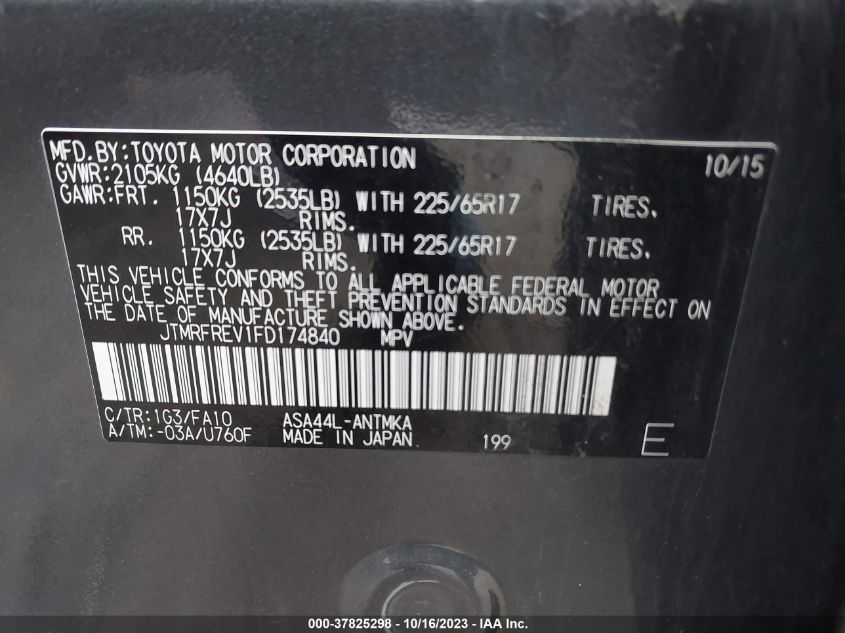 MFD.BY:TOYOTA MOTOR CORPORATION 10/15
GVWR:2105KG (4640LB)
GAWR:FRT. 1150KG (2535LB) WITH 225/65R17 TIRES.
17X7J RIMS.
RR. 1150KG (2535LB) WITH 225/65R17 TIRES.
17X7J RIMS.
THIS VEHICLE CONFORMS TO ALL APPLICABLE FEDERAL MOTOR
VEHICLE SAFETY AND THEFT PREVENTION STANDARDS IN EFFECT ON
THE DATE OF MANUFACTURE SHOWN ABOVE.
JTMRFREV1FD174840 MPV
C/TR:1G3/FA10 ASA44L-ANTMKA
A/TM:-03A/U760F MADE IN JAPAN 199 E
000-37825298 - 10/16/2023 - IAAI.com